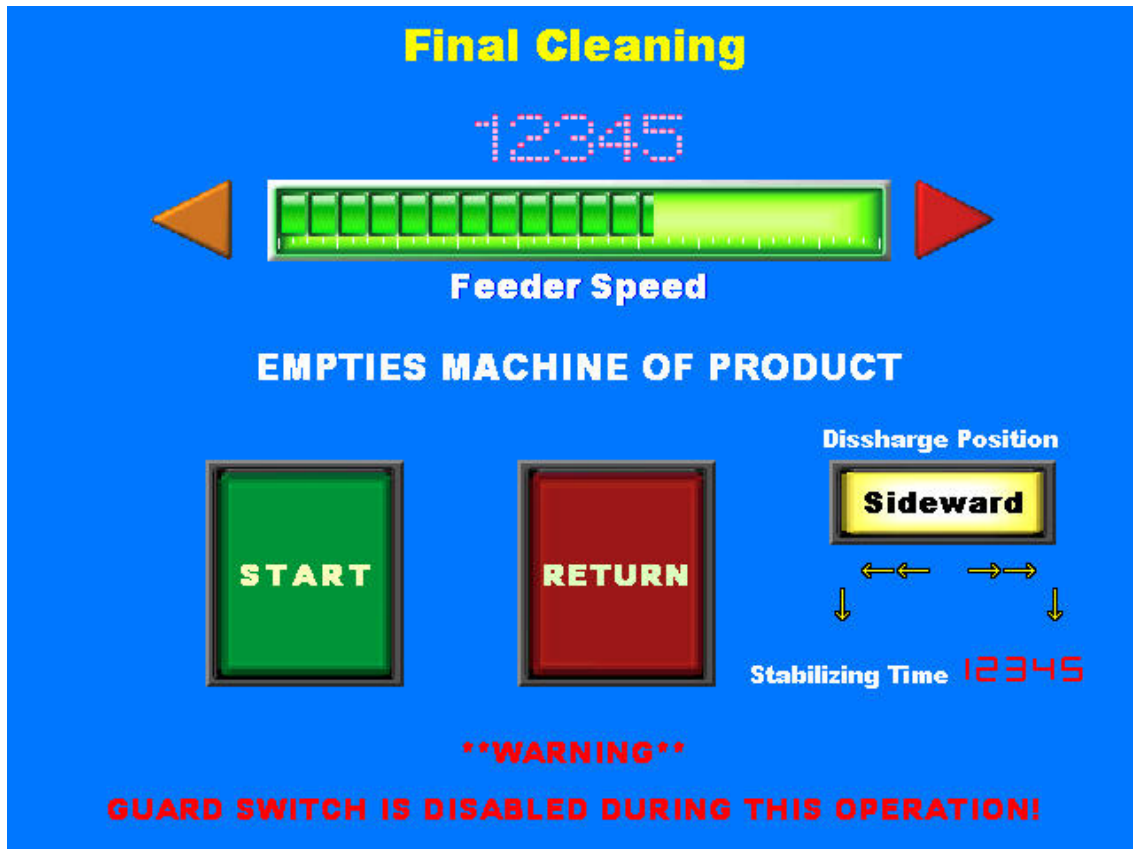 Final Cleaning
12345
Feeder Speed
EMPTIES MACHINE OF PRODUCT
Dissharge Position
Sideward
START
RETURN
←← →→
↓ ↓
Stabilizing Time 12345
**WARNING**
GUARD SWITCH IS DISABLED DURING THIS OPERATION!